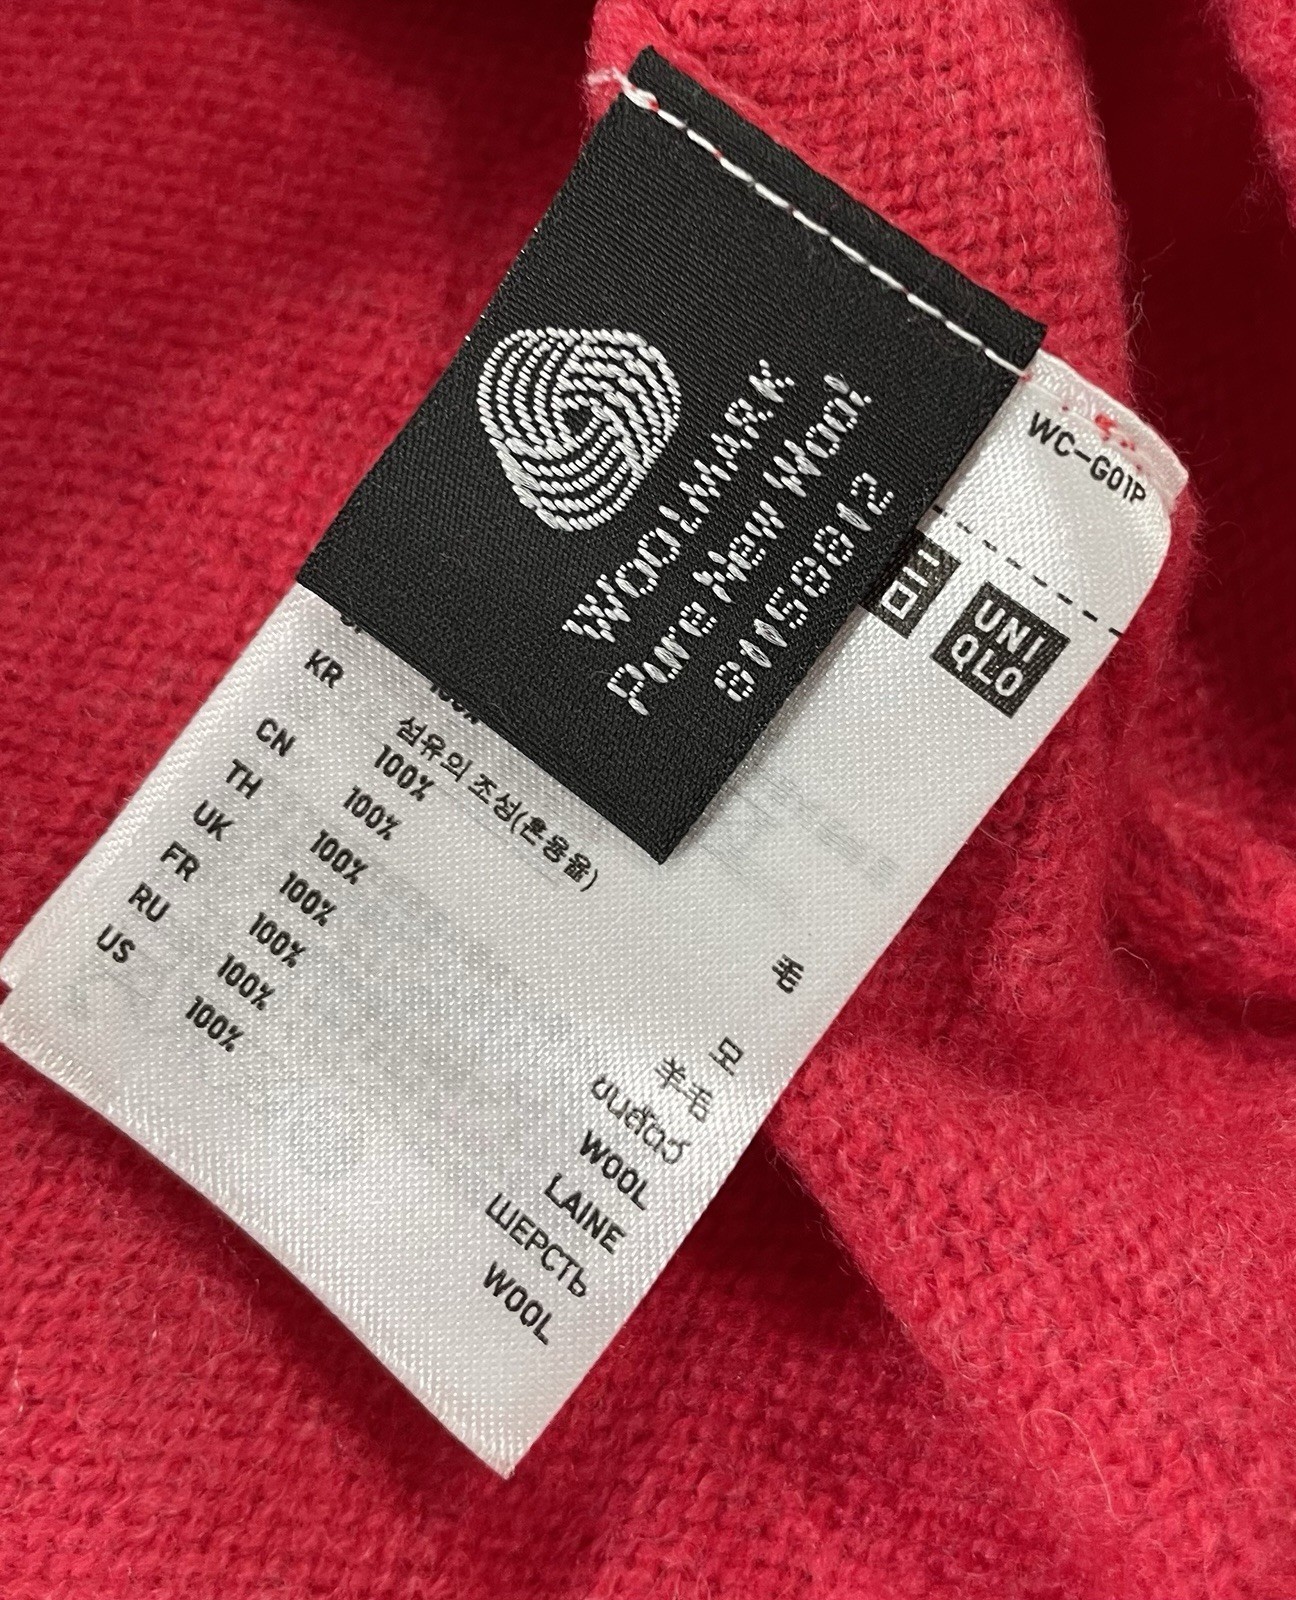 WC-G01P
UNI
QLO
WOOLMARK
Pure New Wool
毛
KR 섬유의 조성(혼용율)
100% 모
CN 100% 羊毛
TH 100% ขนสัตว์
UK 100% WOOL
FR 100% LAINE
RU 100% ШЕРСТЬ
US 100% WOOL